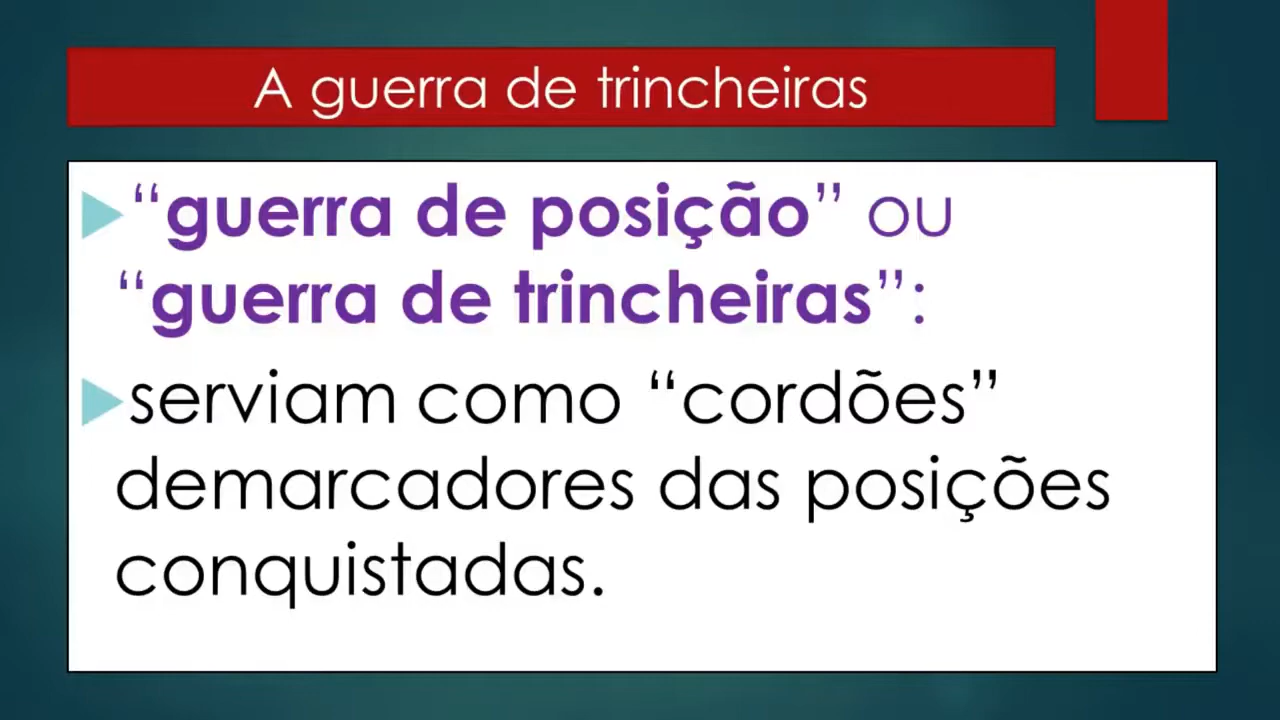 A guerra de trincheiras
“guerra de posição” ou
“guerra de trincheiras”:
serviam como “cordões”
demarcadores das posições
conquistadas.